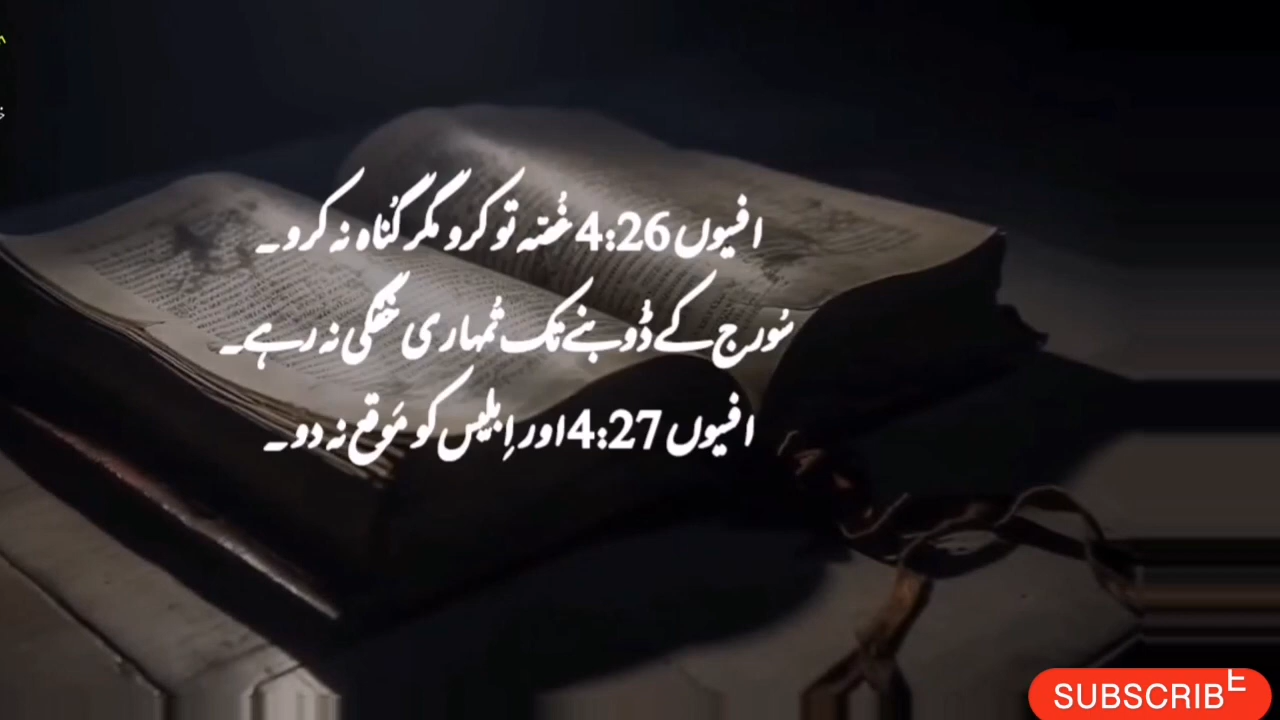 افسیوں 4:26 غُصّہ تو کرو مگر گُناہ نہ کرو۔
سُورج کے ڈُوبنے تک تُمہاری خفگی نہ رہے۔
افسیوں 4:27 اور اِبلیس کو مَوقع نہ دو۔
SUBSCRIBE